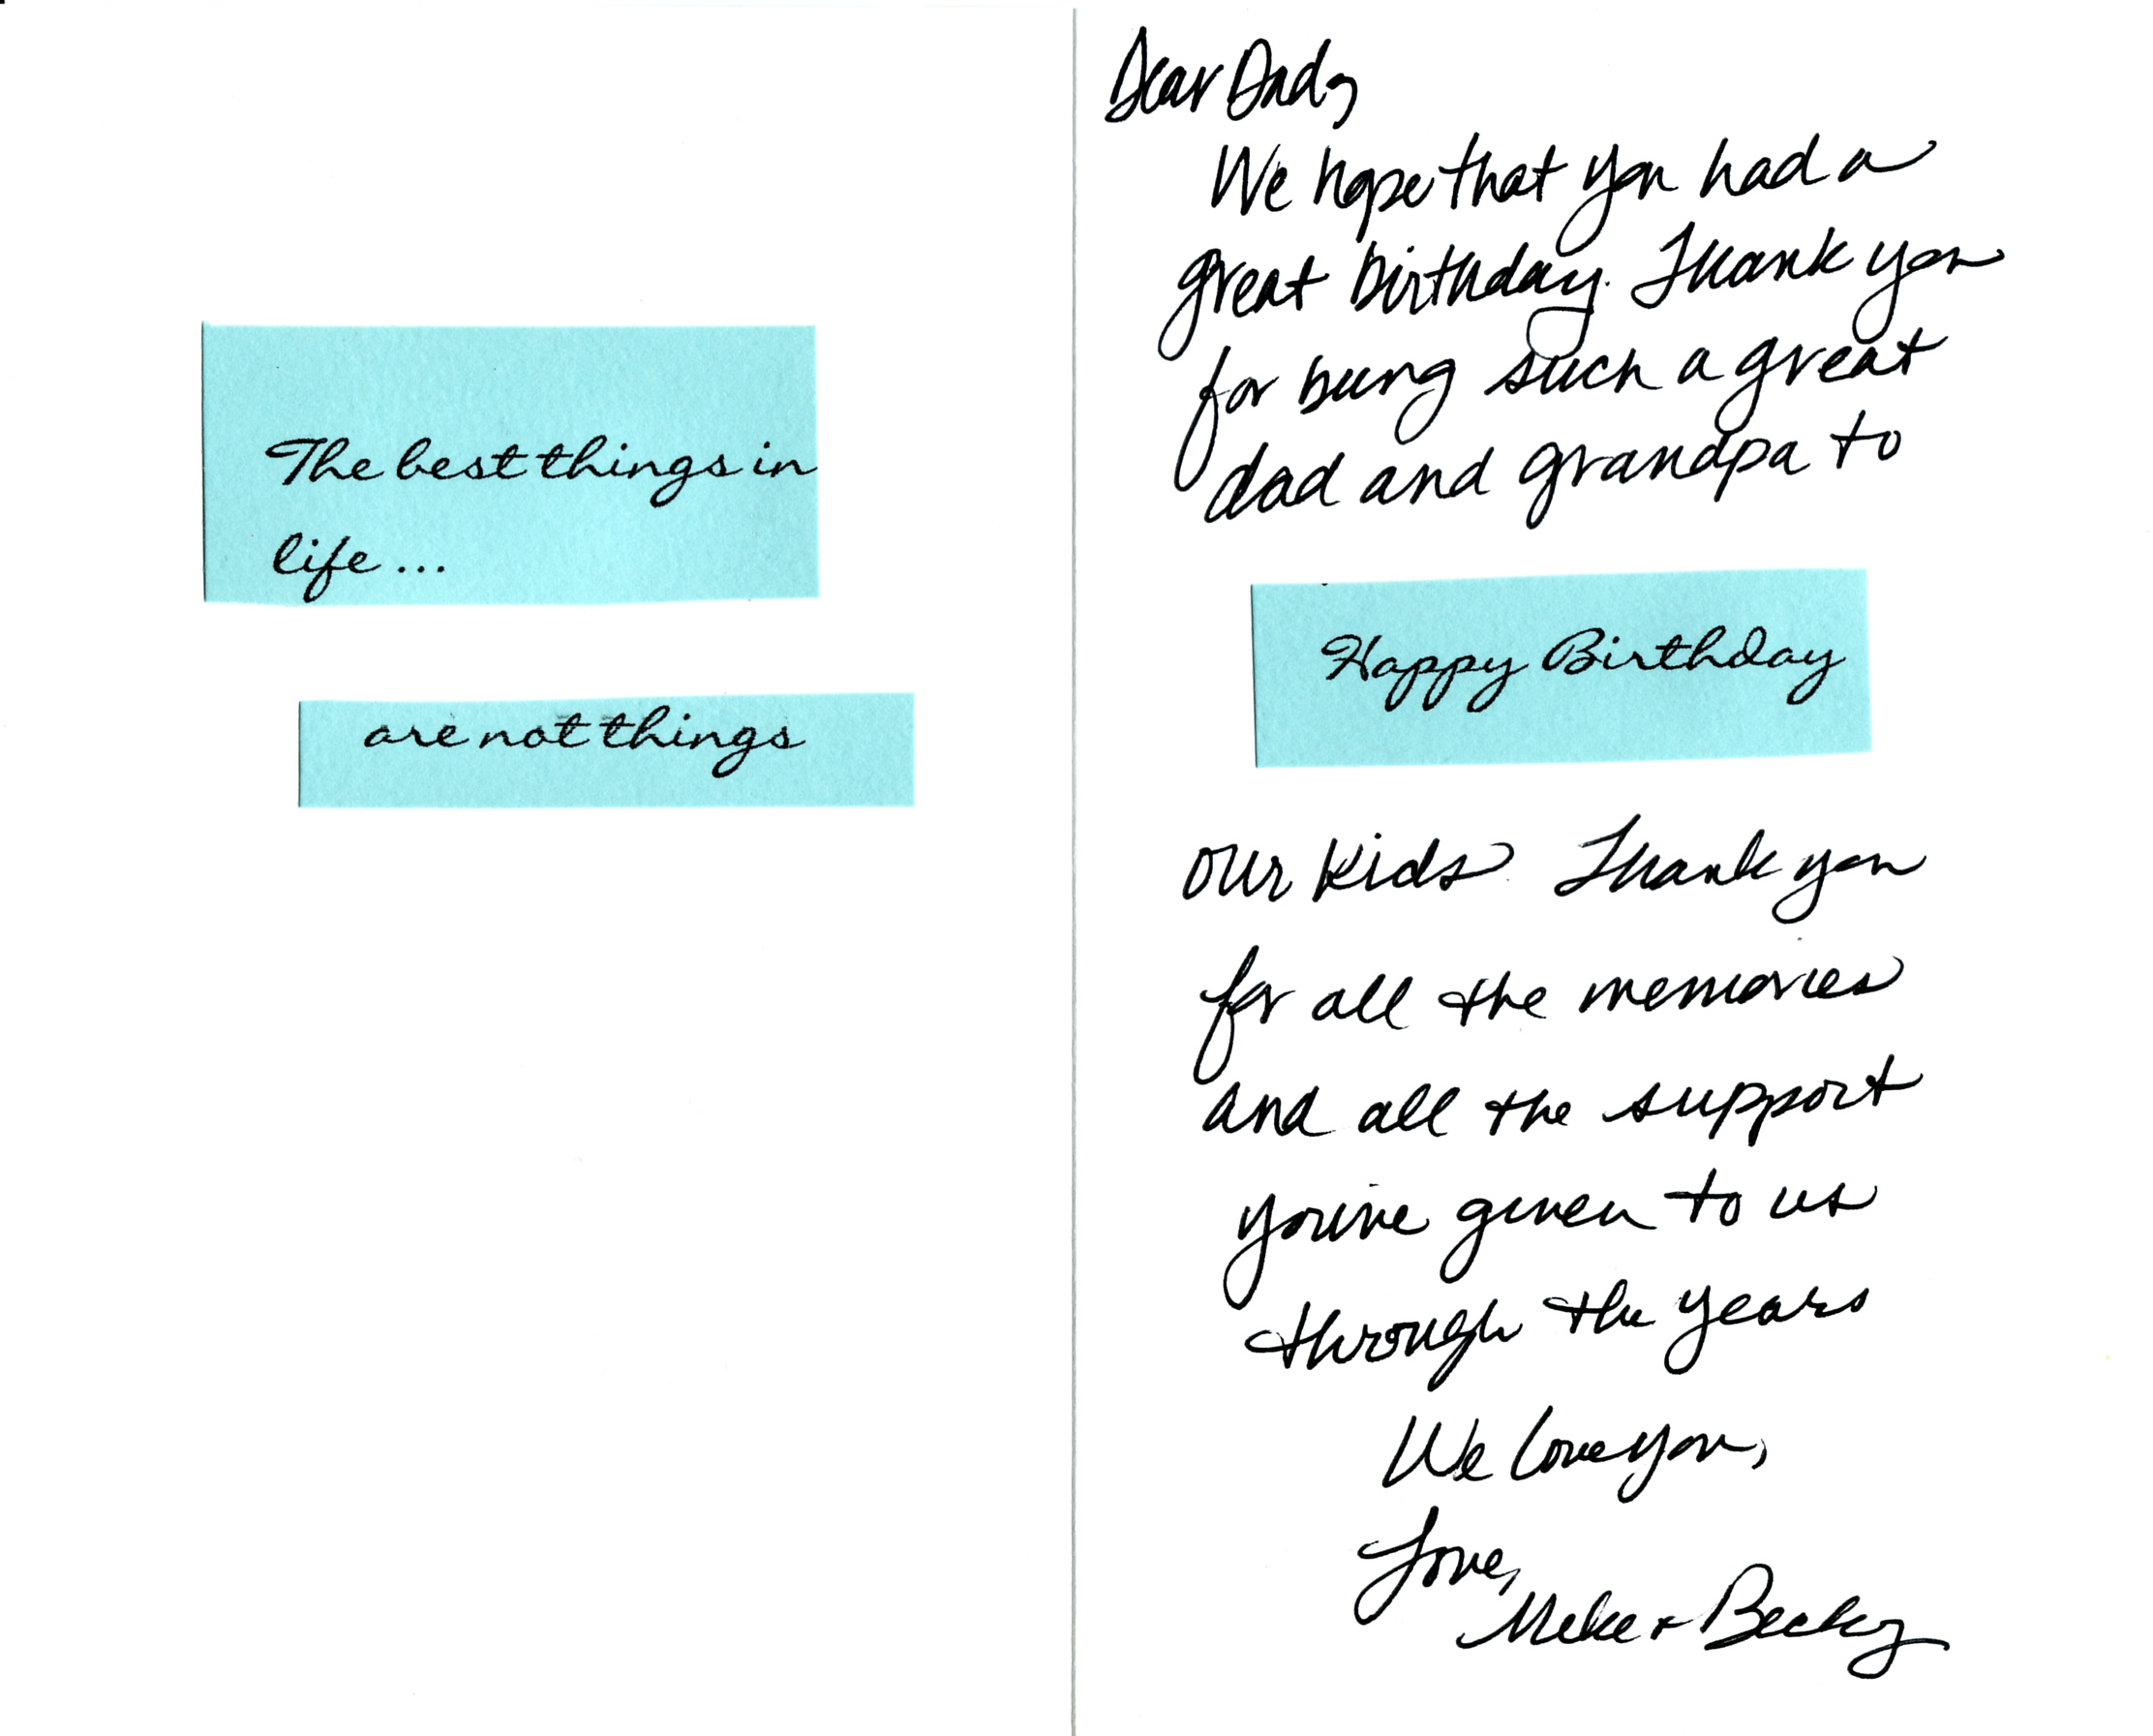 The best things in
life ...
are not things
Dear Dad,
We hope that you had a
great birthday. Thank you
for being such a great
dad and grandpa to
Happy Birthday
our kids. Thank you
for all the memories
and all the support
you've given to us
through the years
We love you,
Love,
Mike + Becky